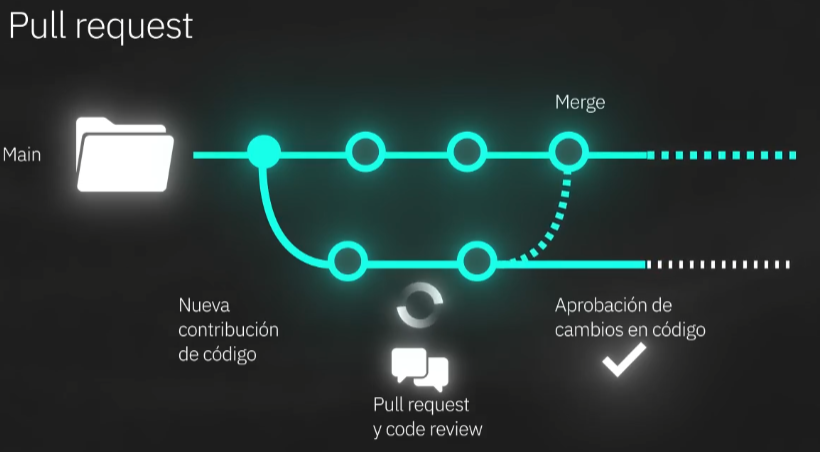 Pull request
Merge
Main
Nueva
contribución
de código
Aprobación de
cambios en código
Pull request
y code review